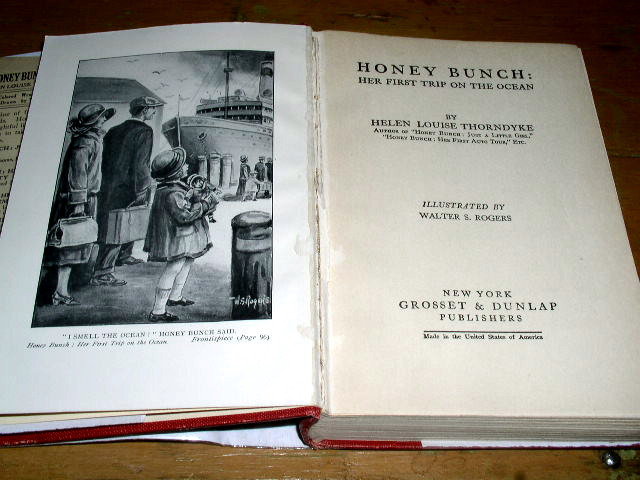 HONEY BUN
W.S.Rogers
"I SMELL THE OCEAN!" HONEY BUNCH SAID.
Honey Bunch: Her First Trip on the Ocean. Frontispiece (Page 96).
HONEY BUNCH:
HER FIRST TRIP ON THE OCEAN
BY
HELEN LOUISE THORNDYKE
AUTHOR OF "HONEY BUNCH: JUST A LITTLE GIRL,"
"HONEY BUNCH: HER FIRST AUTO TOUR," ETC.
ILLUSTRATED BY
WALTER S. ROGERS
NEW YORK
GROSSET & DUNLAP
PUBLISHERS
Made in the United States of America